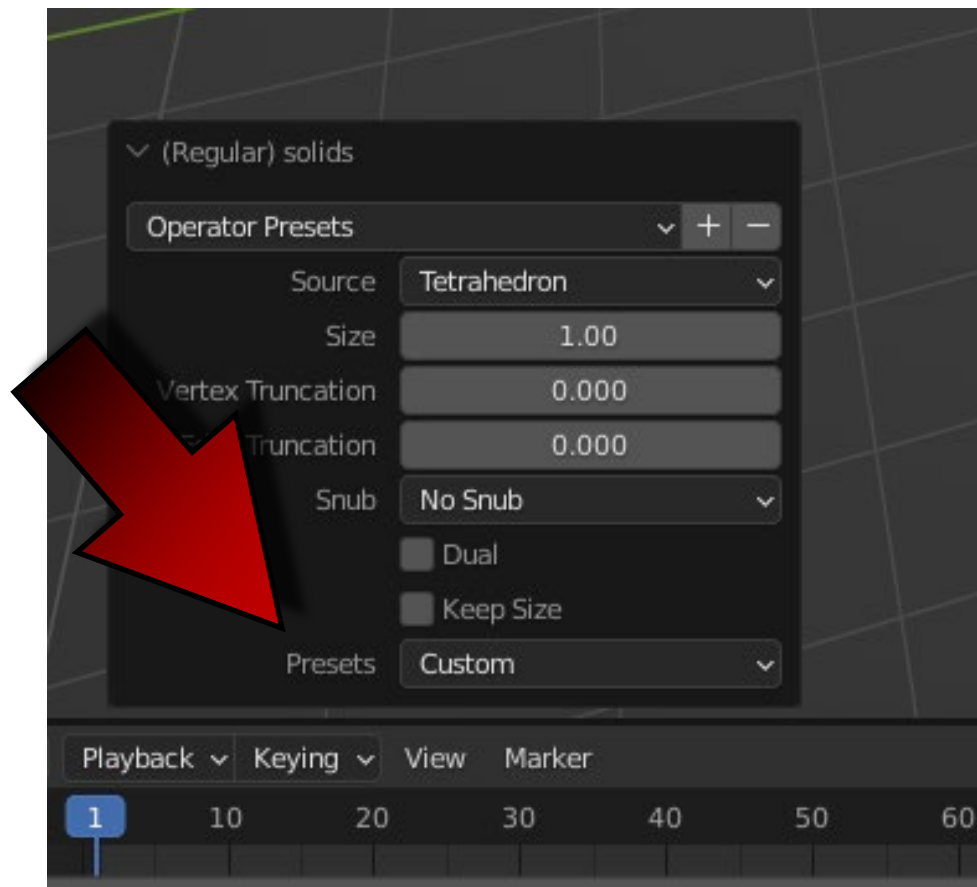 (Regular) solids
Operator Presets + −
Source Tetrahedron
Size 1.00
Vertex Truncation 0.000
Truncation 0.000
Snub No Snub
Dual
Keep Size
Presets Custom
Playback Keying View Marker
1 10 20 30 40 50 60